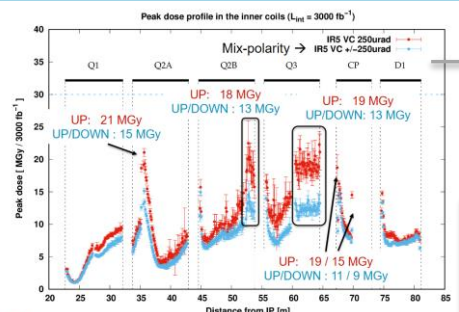 Peak dose profile in the inner coils (L_int = 3000 fb⁻¹)
IR5 VC 250urad
Mix-polarity → IR5 VC +/-250urad
Q1 Q2A Q2B Q3 CP D1
UP: 21 MGy
UP/DOWN : 15 MGy
UP: 18 MGy
UP/DOWN : 13 MGy
UP: 19 MGy
UP/DOWN: 13 MGy
UP: 19 / 15 MGy
UP/DOWN : 11 / 9 MGy
Peak dose [ MGy / 3000 fb⁻¹ ]
40
35
30
25
20
15
10
5
0
20 25 30 35 40 45 50 55 60 65 70 75 80 85
Distance from IP [m]